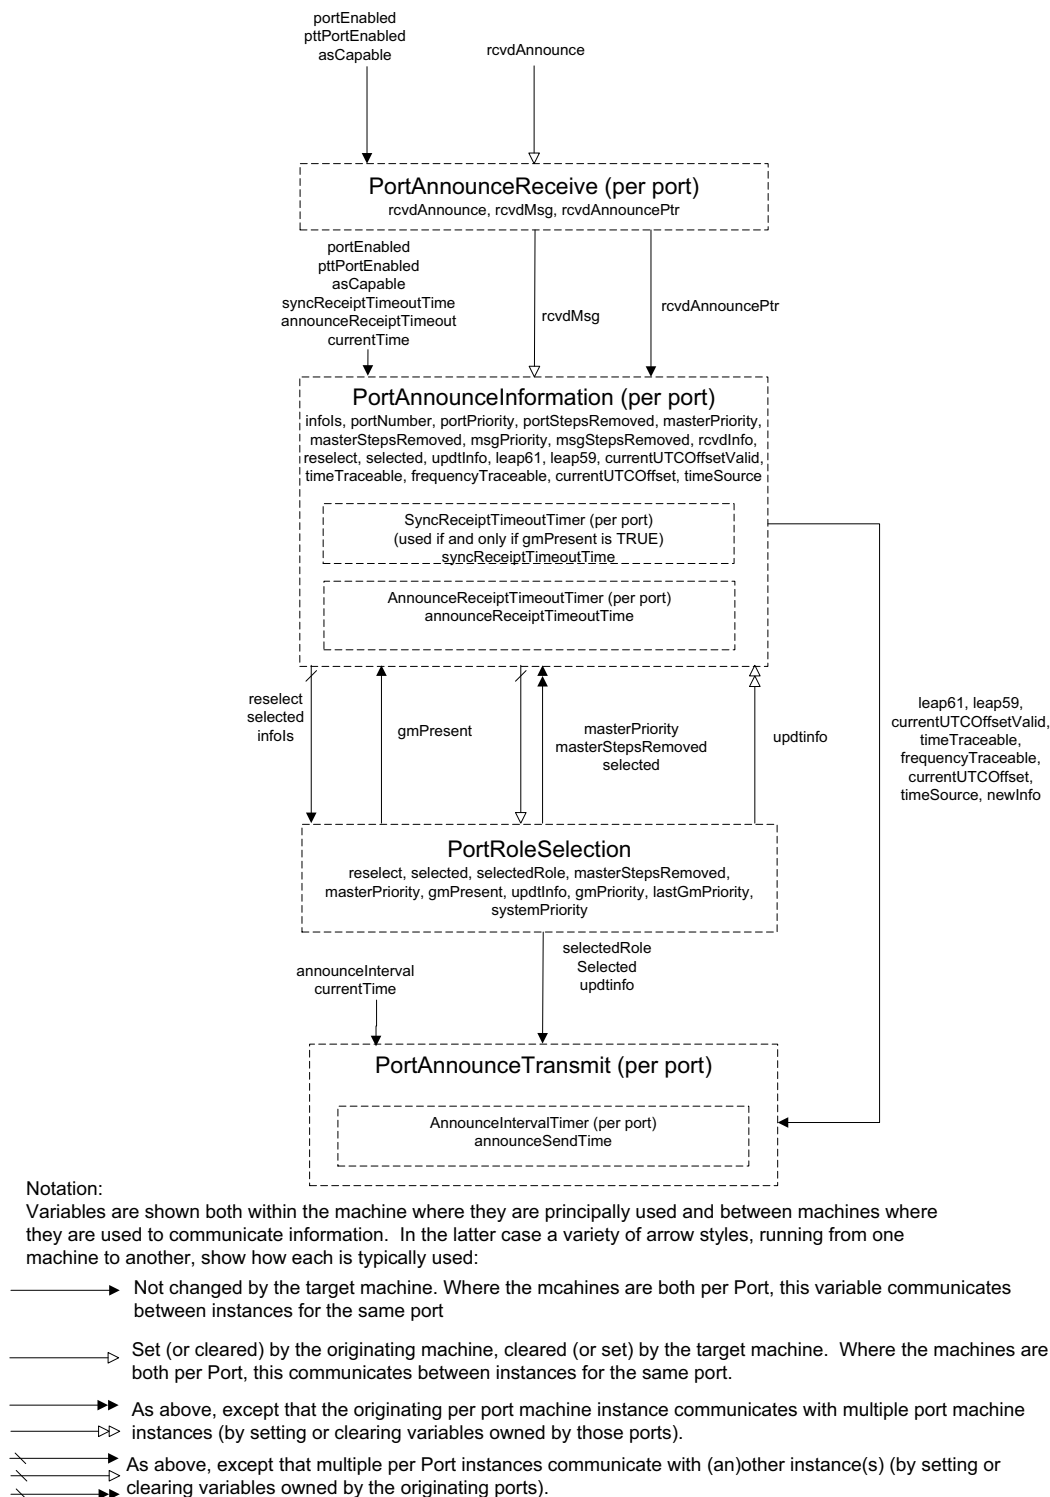 portEnabled
pttPortEnabled
asCapable
rcvdAnnounce
PortAnnounceReceive (per port)
rcvdAnnounce, rcvdMsg, rcvdAnnouncePtr
portEnabled
pttPortEnabled
asCapable
syncReceiptTimeoutTime
announceReceiptTimeout
currentTime
rcvdMsg
rcvdAnnouncePtr
PortAnnounceInformation (per port)
infoIs, portNumber, portPriority, portStepsRemoved, masterPriority,
masterStepsRemoved, msgPriority, msgStepsRemoved, rcvdInfo,
reselect, selected, updtInfo, leap61, leap59, currentUTCOffsetValid,
timeTraceable, frequencyTraceable, currentUTCOffset, timeSource
SyncReceiptTimeoutTimer (per port)
(used if and only if gmPresent is TRUE)
syncReceiptTimeoutTime
AnnounceReceiptTimeoutTimer (per port)
announceReceiptTimeoutTime
reselect
selected
infoIs
gmPresent
masterPriority
masterStepsRemoved
selected
updtinfo
leap61, leap59,
currentUTCOffsetValid,
timeTraceable,
frequencyTraceable,
currentUTCOffset,
timeSource, newInfo
PortRoleSelection
reselect, selected, selectedRole, masterStepsRemoved,
masterPriority, gmPresent, updtInfo, gmPriority, lastGmPriority,
systemPriority
selectedRole
Selected
updtinfo
announceInterval
currentTime
PortAnnounceTransmit (per port)
AnnounceIntervalTimer (per port)
announceSendTime
Notation:
Variables are shown both within the machine where they are principally used and between machines where
they are used to communicate information.  In the latter case a variety of arrow styles, running from one
machine to another, show how each is typically used:
Not changed by the target machine. Where the mcahines are both per Port, this variable communicates
between instances for the same port
Set (or cleared) by the originating machine, cleared (or set) by the target machine.  Where the machines are
both per Port, this communicates between instances for the same port.
As above, except that the originating per port machine instance communicates with multiple port machine
instances (by setting or clearing variables owned by those ports).
As above, except that multiple per Port instances communicate with (an)other instance(s) (by setting or
clearing variables owned by the originating ports).